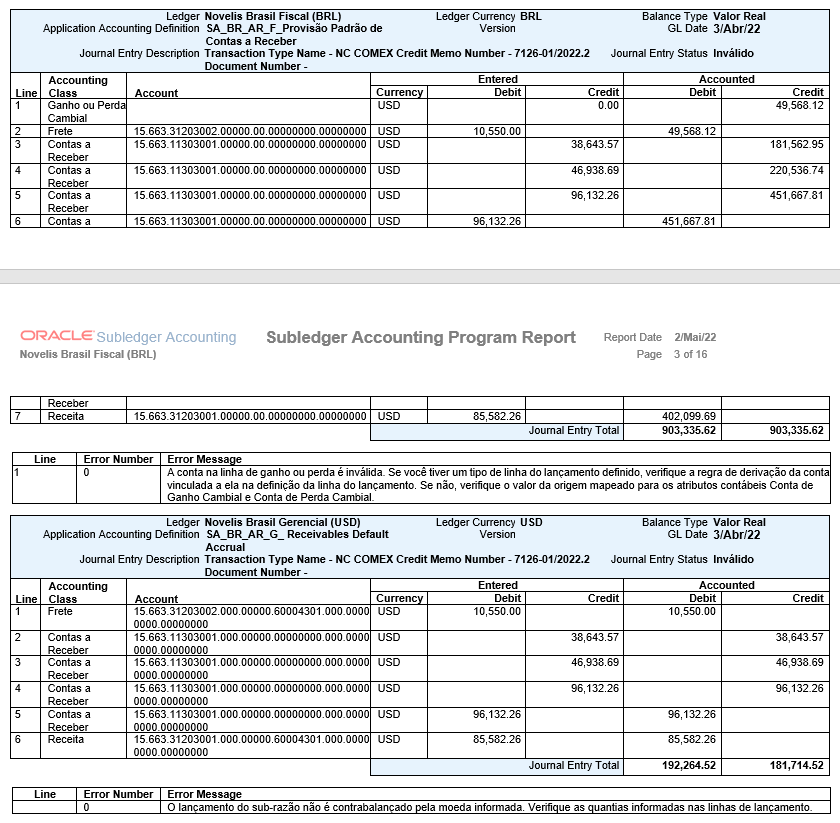 Ledger Novelis Brasil Fiscal (BRL) Ledger Currency BRL Balance Type Valor Real
Application Accounting Definition SA_BR_AR_F_Provisão Padrão de Version GL Date 3/Abr/22
Contas a Receber
Journal Entry Description Transaction Type Name - NC COMEX Credit Memo Number - 7126-01/2022.2 Journal Entry Status Inválido
Document Number -
Accounting Entered Accounted
Line Class Account Currency Debit Credit Debit Credit
1 Ganho ou Perda USD 0.00 49,568.12
Cambial
2 Frete 15.663.31203002.00000.00.00000000.00000000 USD 10,550.00 49,568.12
3 Contas a 15.663.11303001.00000.00.00000000.00000000 USD 38,643.57 181,562.95
Receber
4 Contas a 15.663.11303001.00000.00.00000000.00000000 USD 46,938.69 220,536.74
Receber
5 Contas a 15.663.11303001.00000.00.00000000.00000000 USD 96,132.26 451,667.81
Receber
6 Contas a 15.663.11303001.00000.00.00000000.00000000 USD 96,132.26 451,667.81
ORACLE Subledger Accounting Subledger Accounting Program Report Report Date 2/Mai/22
Novelis Brasil Fiscal (BRL) Page 3 of 16
Receber
7 Receita 15.663.31203001.00000.00.00000000.00000000 USD 85,582.26 402,099.69
Journal Entry Total 903,335.62 903,335.62
Line Error Number Error Message
1 0 A conta na linha de ganho ou perda é inválida. Se você tiver um tipo de linha do lançamento definido, verifique a regra de derivação da conta
vinculada a ela na definição da linha do lançamento. Se não, verifique o valor da origem mapeado para os atributos contábeis Conta de
Ganho Cambial e Conta de Perda Cambial.
Ledger Novelis Brasil Gerencial (USD) Ledger Currency USD Balance Type Valor Real
Application Accounting Definition SA_BR_AR_G_ Receivables Default Version GL Date 3/Abr/22
Accrual
Journal Entry Description Transaction Type Name - NC COMEX Credit Memo Number - 7126-01/2022.2 Journal Entry Status Inválido
Document Number -
Accounting Entered Accounted
Line Class Account Currency Debit Credit Debit Credit
1 Frete 15.663.31203002.000.00000.60004301.000.0000 USD 10,550.00 10,550.00
0000.00000000
2 Contas a 15.663.11303001.000.00000.00000000.000.0000 USD 38,643.57 38,643.57
Receber 0000.00000000
3 Contas a 15.663.11303001.000.00000.00000000.000.0000 USD 46,938.69 46,938.69
Receber 0000.00000000
4 Contas a 15.663.11303001.000.00000.00000000.000.0000 USD 96,132.26 96,132.26
Receber 0000.00000000
5 Contas a 15.663.11303001.000.00000.00000000.000.0000 USD 96,132.26 96,132.26
Receber 0000.00000000
6 Receita 15.663.31203001.000.00000.60004301.000.0000 USD 85,582.26 85,582.26
0000.00000000
Journal Entry Total 192,264.52 181,714.52
Line Error Number Error Message
0 O lançamento do sub-razão não é contrabalançado pela moeda informada. Verifique as quantias informadas nas linhas de lançamento.